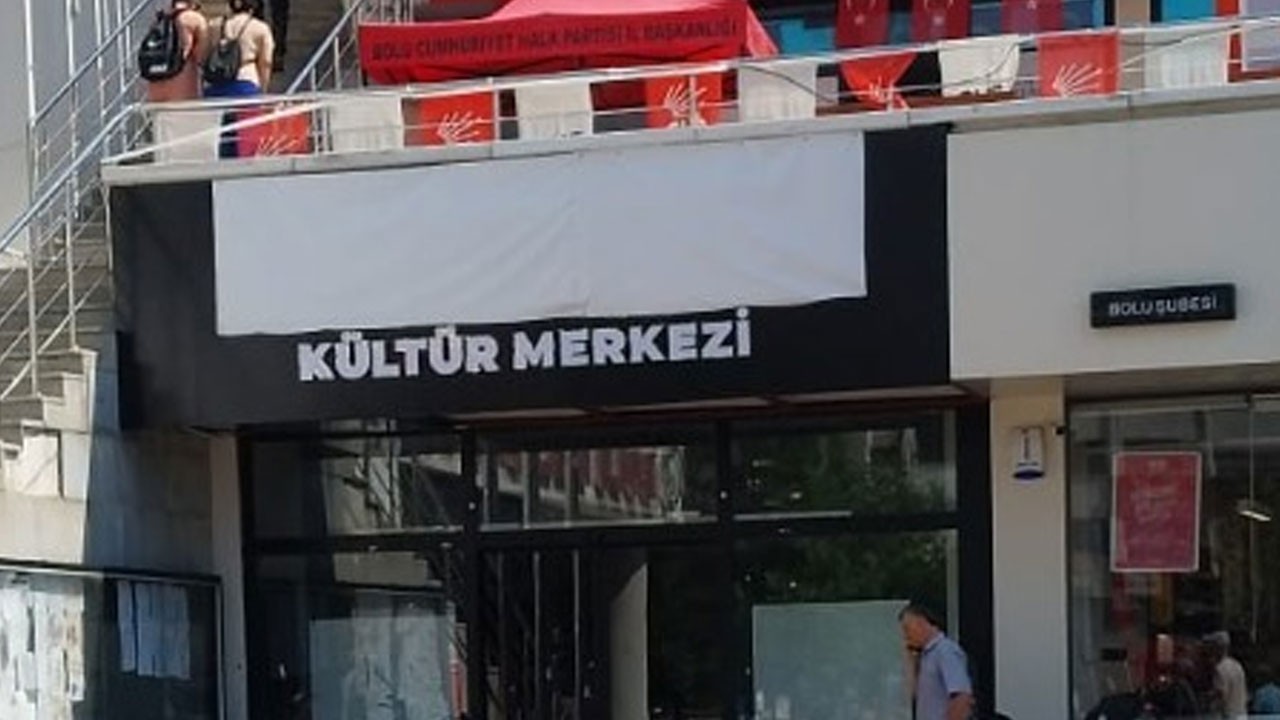 BOLU CUMHURİYET HALK PARTİSİ İL BAŞKANLIĞI
KÜLTÜR MERKEZİ
BOLU ŞUBESİ